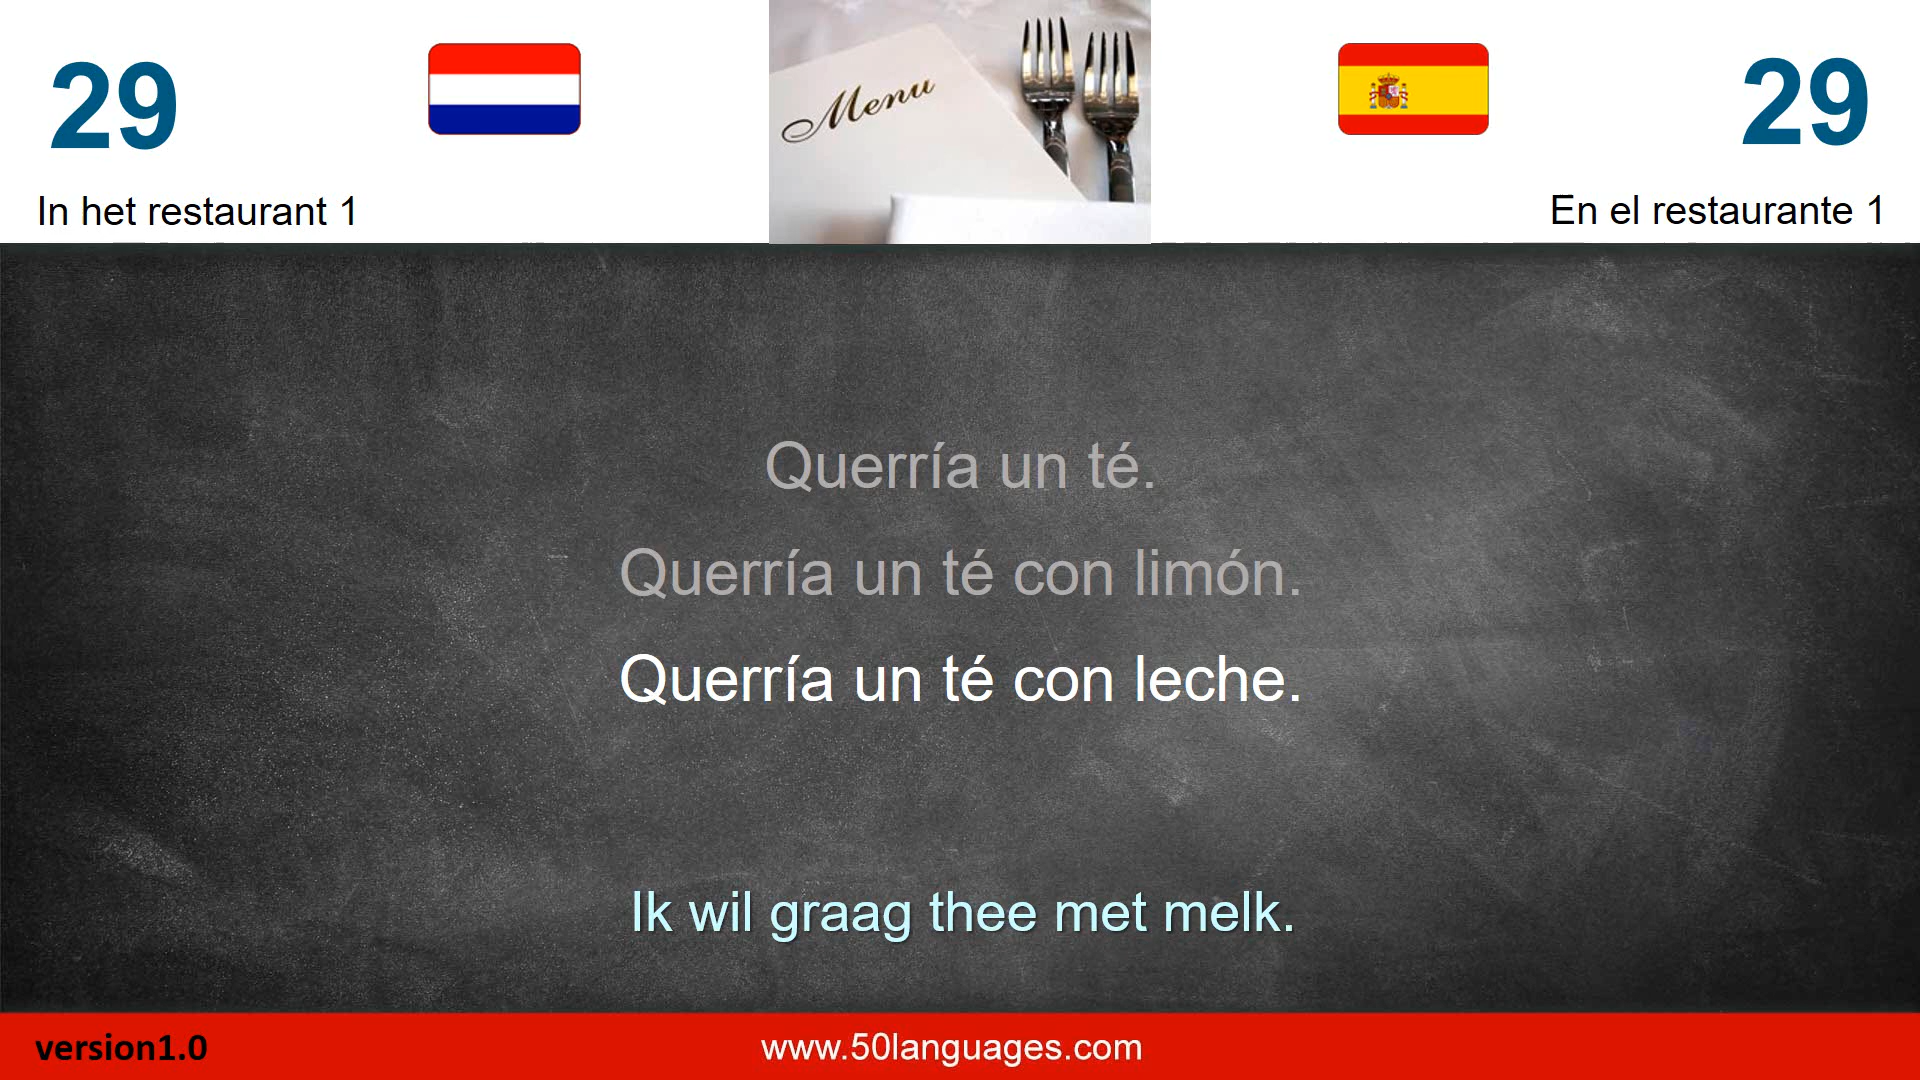 29
29
Menu
In het restaurant 1
En el restaurante 1
Querría un té.
Querría un té con limón.
Querría un té con leche.
Ik wil graag thee met melk.
version1.0
www.50languages.com